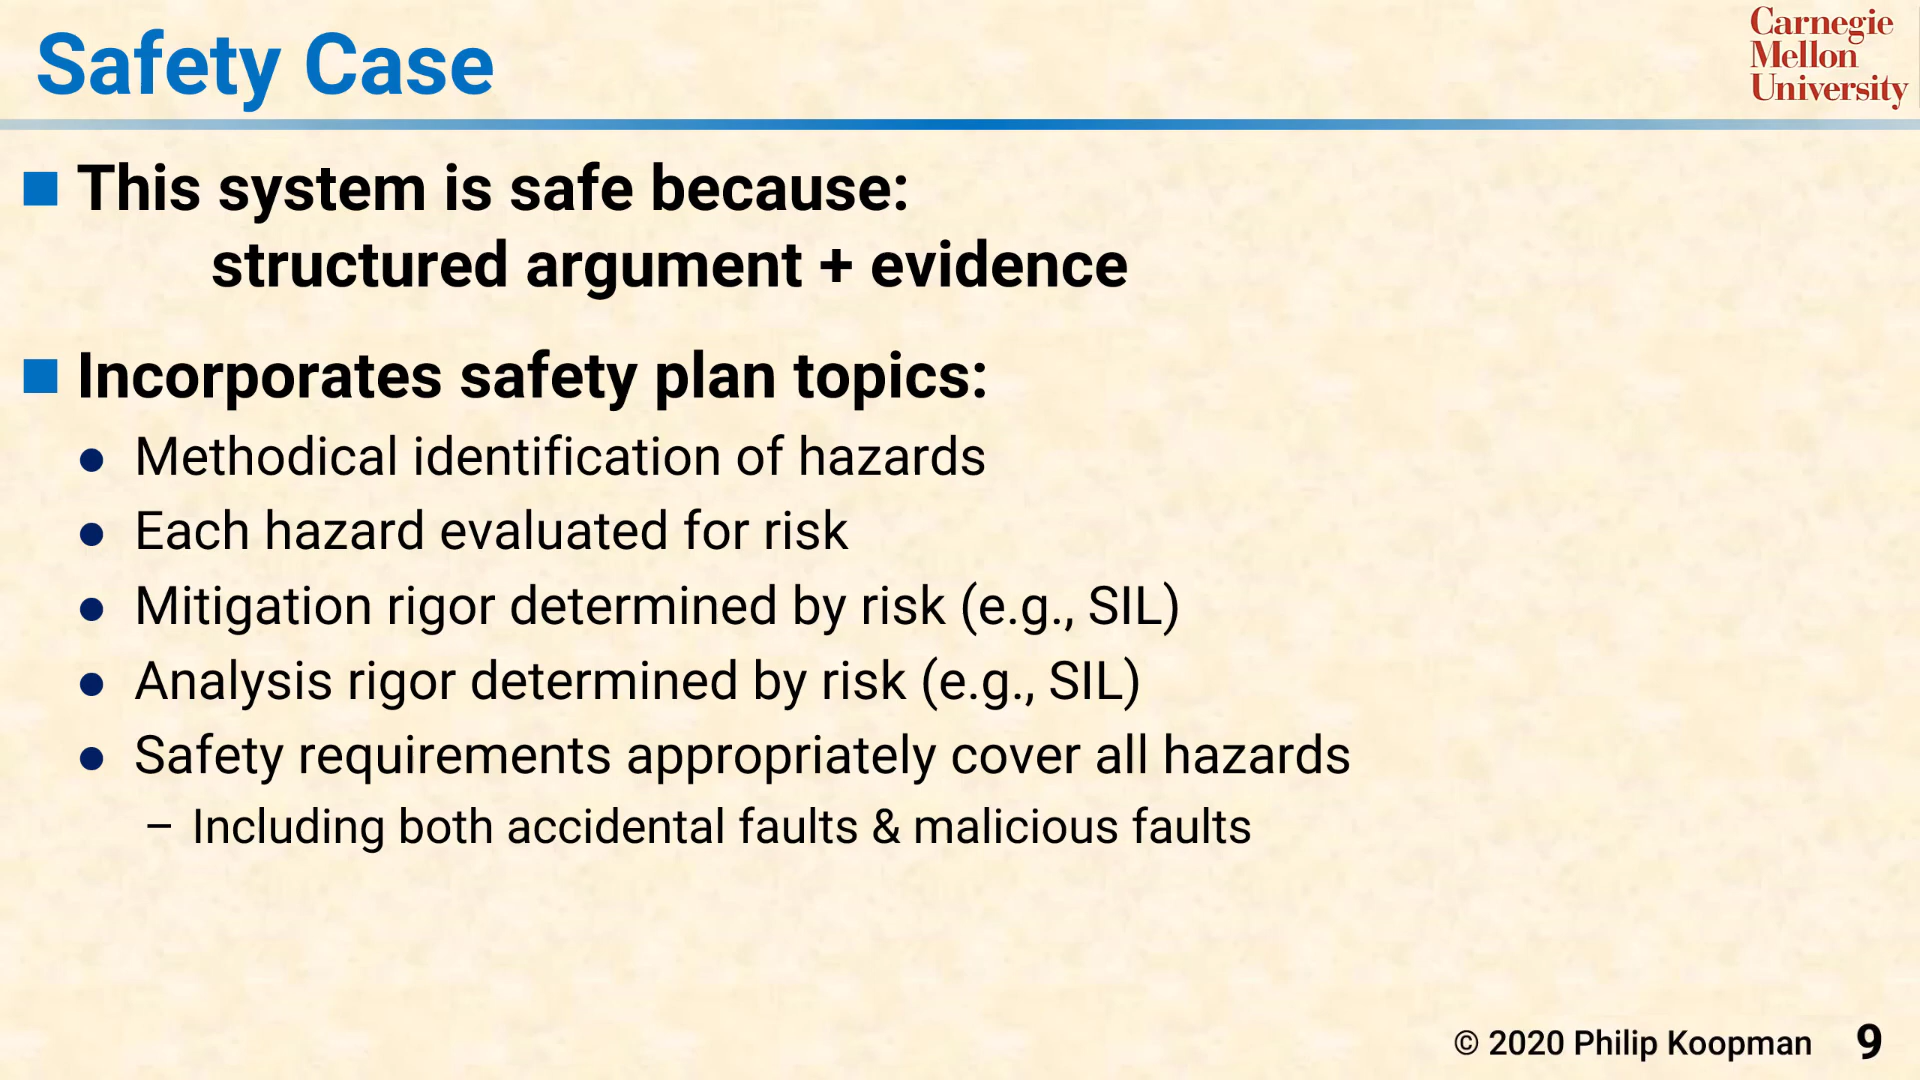 Safety Case
Carnegie
Mellon
University
■ This system is safe because:
structured argument + evidence
■ Incorporates safety plan topics:
● Methodical identification of hazards
● Each hazard evaluated for risk
● Mitigation rigor determined by risk (e.g., SIL)
● Analysis rigor determined by risk (e.g., SIL)
● Safety requirements appropriately cover all hazards
– Including both accidental faults & malicious faults
© 2020 Philip Koopman 9